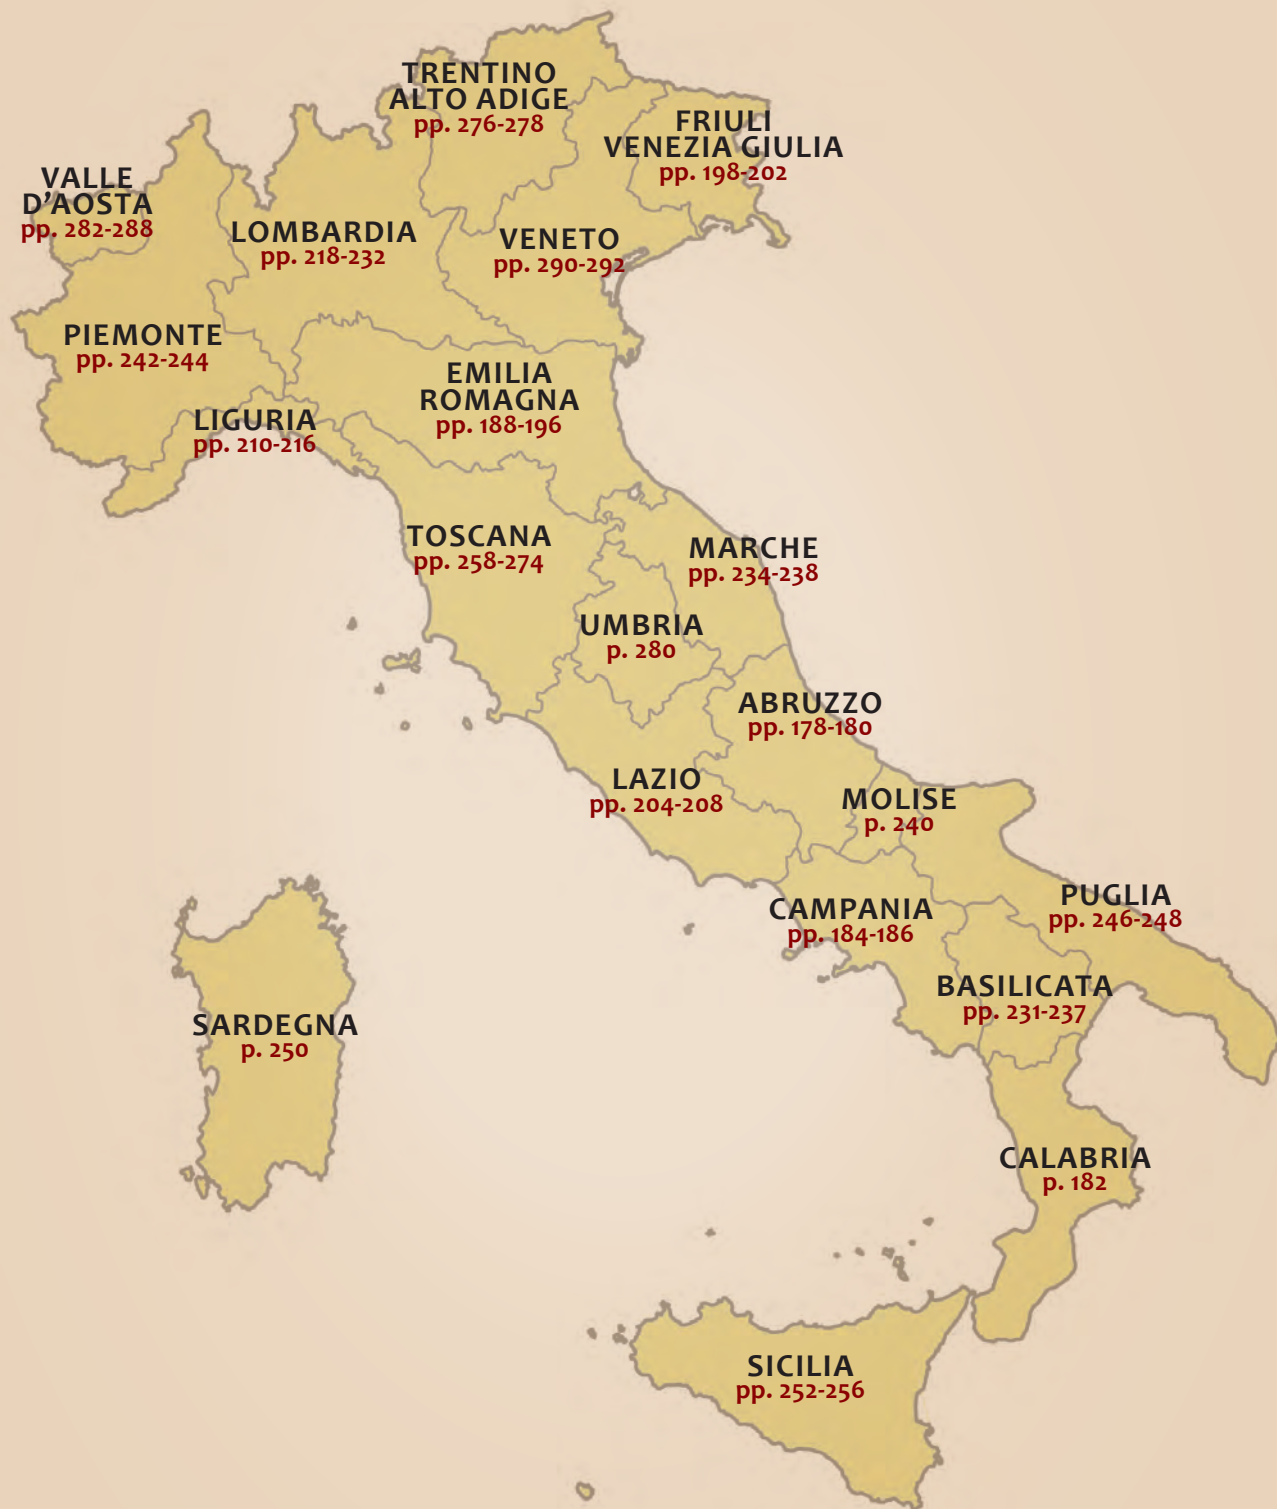 TRENTINO
ALTO ADIGE
pp. 276-278
FRIULI
VENEZIA GIULIA
pp. 198-202
VALLE
D'AOSTA
pp. 282-288
LOMBARDIA
pp. 218-232
VENETO
pp. 290-292
PIEMONTE
pp. 242-244
EMILIA
ROMAGNA
pp. 188-196
LIGURIA
pp. 210-216
TOSCANA
pp. 258-274
MARCHE
pp. 234-238
UMBRIA
p. 280
ABRUZZO
pp. 178-180
LAZIO
pp. 204-208
MOLISE
p. 240
PUGLIA
pp. 246-248
CAMPANIA
pp. 184-186
BASILICATA
pp. 231-237
SARDEGNA
p. 250
CALABRIA
p. 182
SICILIA
pp. 252-256